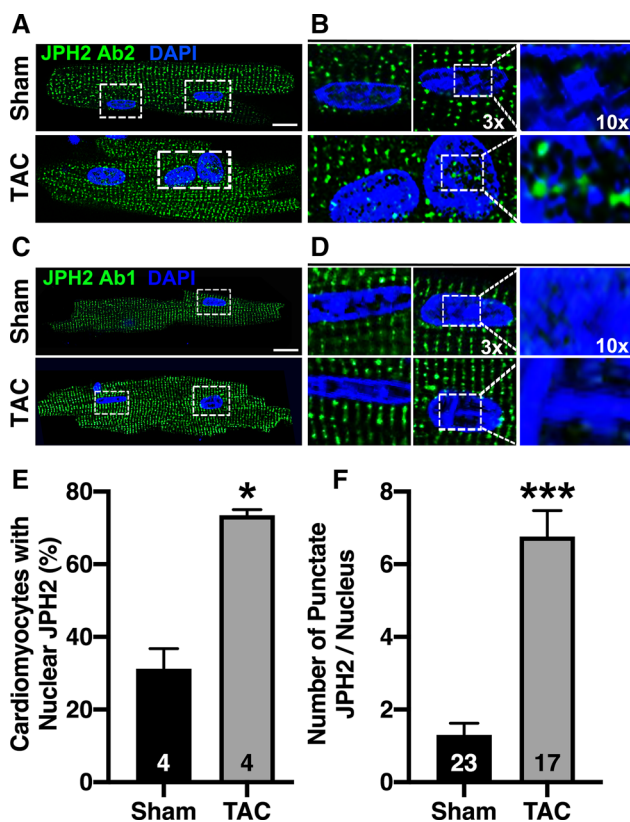 A
B
JPH2 Ab2 DAPI
Sham
3x
10x
TAC
C
D
JPH2 Ab1 DAPI
Sham
3x
10x
TAC
E
F
Cardiomyocytes with
Nuclear JPH2 (%)
80
60
40
20
0
*
4
4
Sham
TAC
Number of Punctate
JPH2 / Nucleus
8
6
4
2
0
***
23
17
Sham
TAC